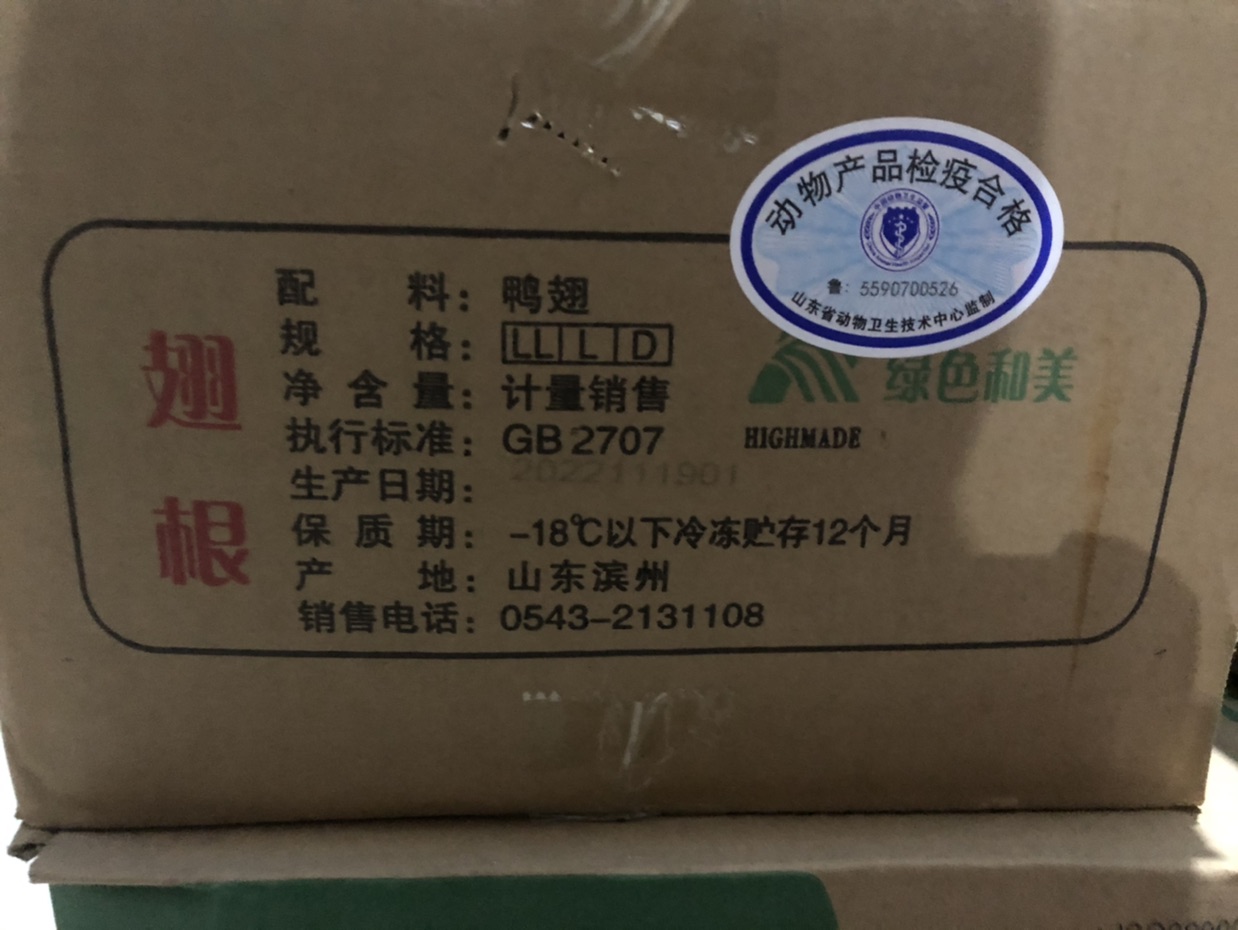 动物产品检疫合格
鲁：5590700526
山东省动物卫生技术中心监制
翅根
配料：鸭翅
规格：LL L D
净含量：计量销售
执行标准：GB 2707
生产日期：2022111901
保质期：-18℃以下冷冻贮存12个月
产地：山东滨州
销售电话：0543-2131108
绿色和美
HIGHMADE